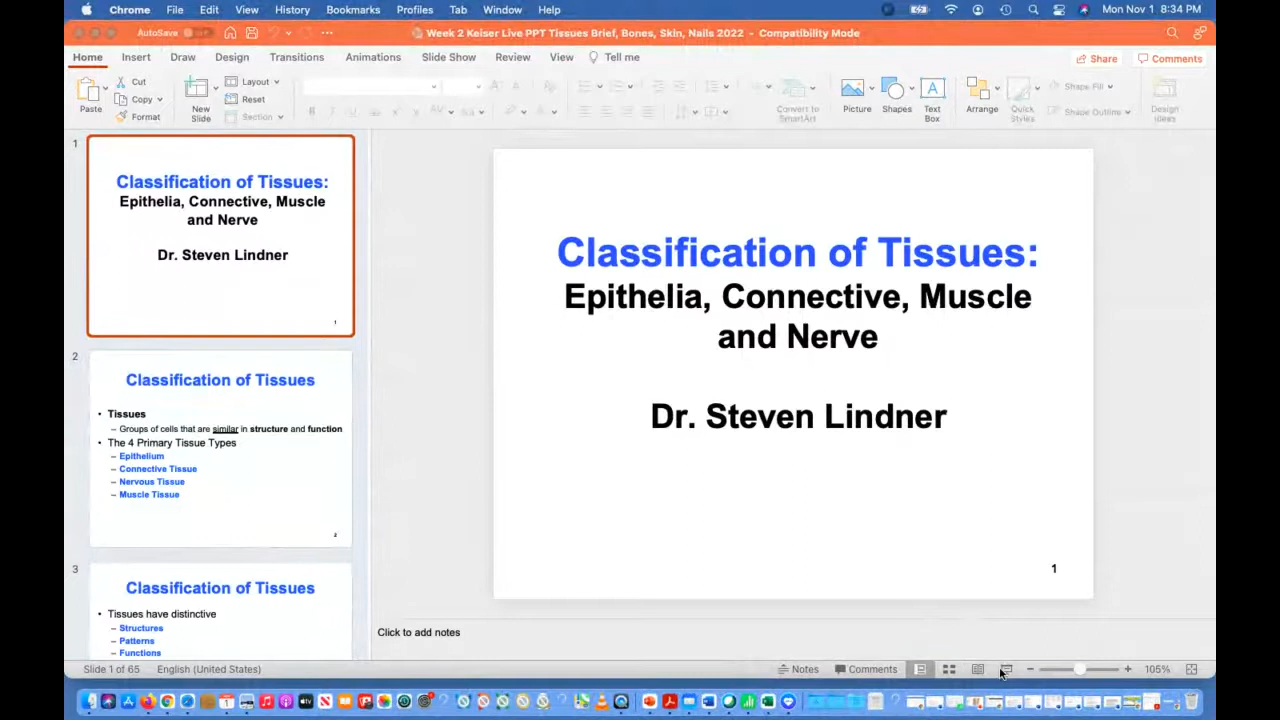 Chrome File Edit View History Bookmarks Profiles Tab Window Help Mon Nov 1 8:34 PM
AutoSave Week 2 Keiser Live PPT Tissues Brief, Bones, Skin, Nails 2022 - Compatibility Mode
Home Insert Draw Design Transitions Animations Slide Show Review View Tell me Share Comments
Paste Cut Copy Format
New Slide
Layout Reset Section
Convert to SmartArt
Picture Shapes Text Box
Arrange Quick Styles
Shape Fill
Shape Outline
Design Ideas
1
Classification of Tissues:
Epithelia, Connective, Muscle
and Nerve
Dr. Steven Lindner
1
2
Classification of Tissues
• Tissues
– Groups of cells that are similar in structure and function
• The 4 Primary Tissue Types
– Epithelium
– Connective Tissue
– Nervous Tissue
– Muscle Tissue
2
3
Classification of Tissues
• Tissues have distinctive
– Structures
– Patterns
– Functions
Classification of Tissues:
Epithelia, Connective, Muscle
and Nerve
Dr. Steven Lindner
1
Click to add notes
Slide 1 of 65 English (United States) Notes Comments 105%